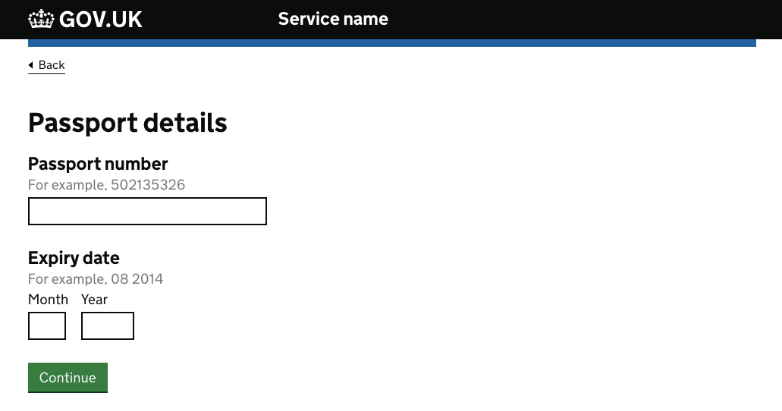 GOV.UK Service name
Back
Passport details
Passport number
For example, 502135326
Expiry date
For example, 08 2014
Month Year
Continue